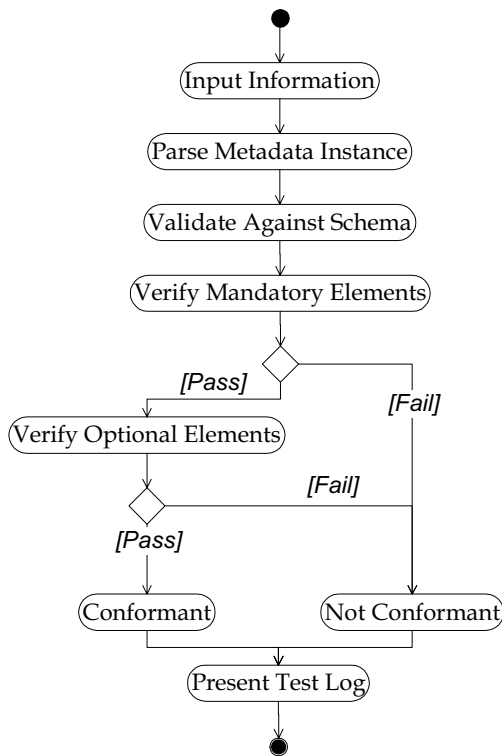 Input Information
Parse Metadata Instance
Validate Against Schema
Verify Mandatory Elements
[Pass]
[Fail]
Verify Optional Elements
[Fail]
[Pass]
Conformant
Not Conformant
Present Test Log